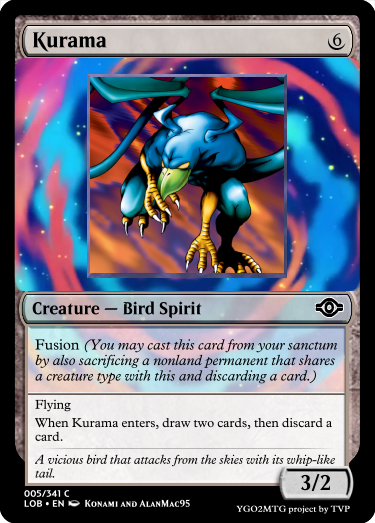 Kurama 6
Creature — Bird Spirit
Fusion (You may cast this card from your sanctum
by also sacrificing a nonland permanent that shares
a creature type with this and discarding a card.)
Flying
When Kurama enters, draw two cards, then discard a
card.
A vicious bird that attacks from the skies with its whip-like
tail.
3/2
005/341 C
LOB • EN KONAMI AND ALANMAC95
YGO2MTG project by TVP